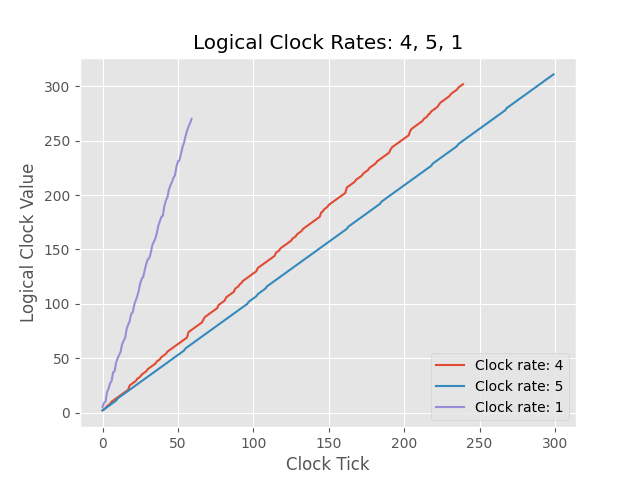 Logical Clock Rates: 4, 5, 1
Logical Clock Value
300
250
200
150
100
50
0
0 50 100 150 200 250 300
Clock Tick
Clock rate: 4
Clock rate: 5
Clock rate: 1